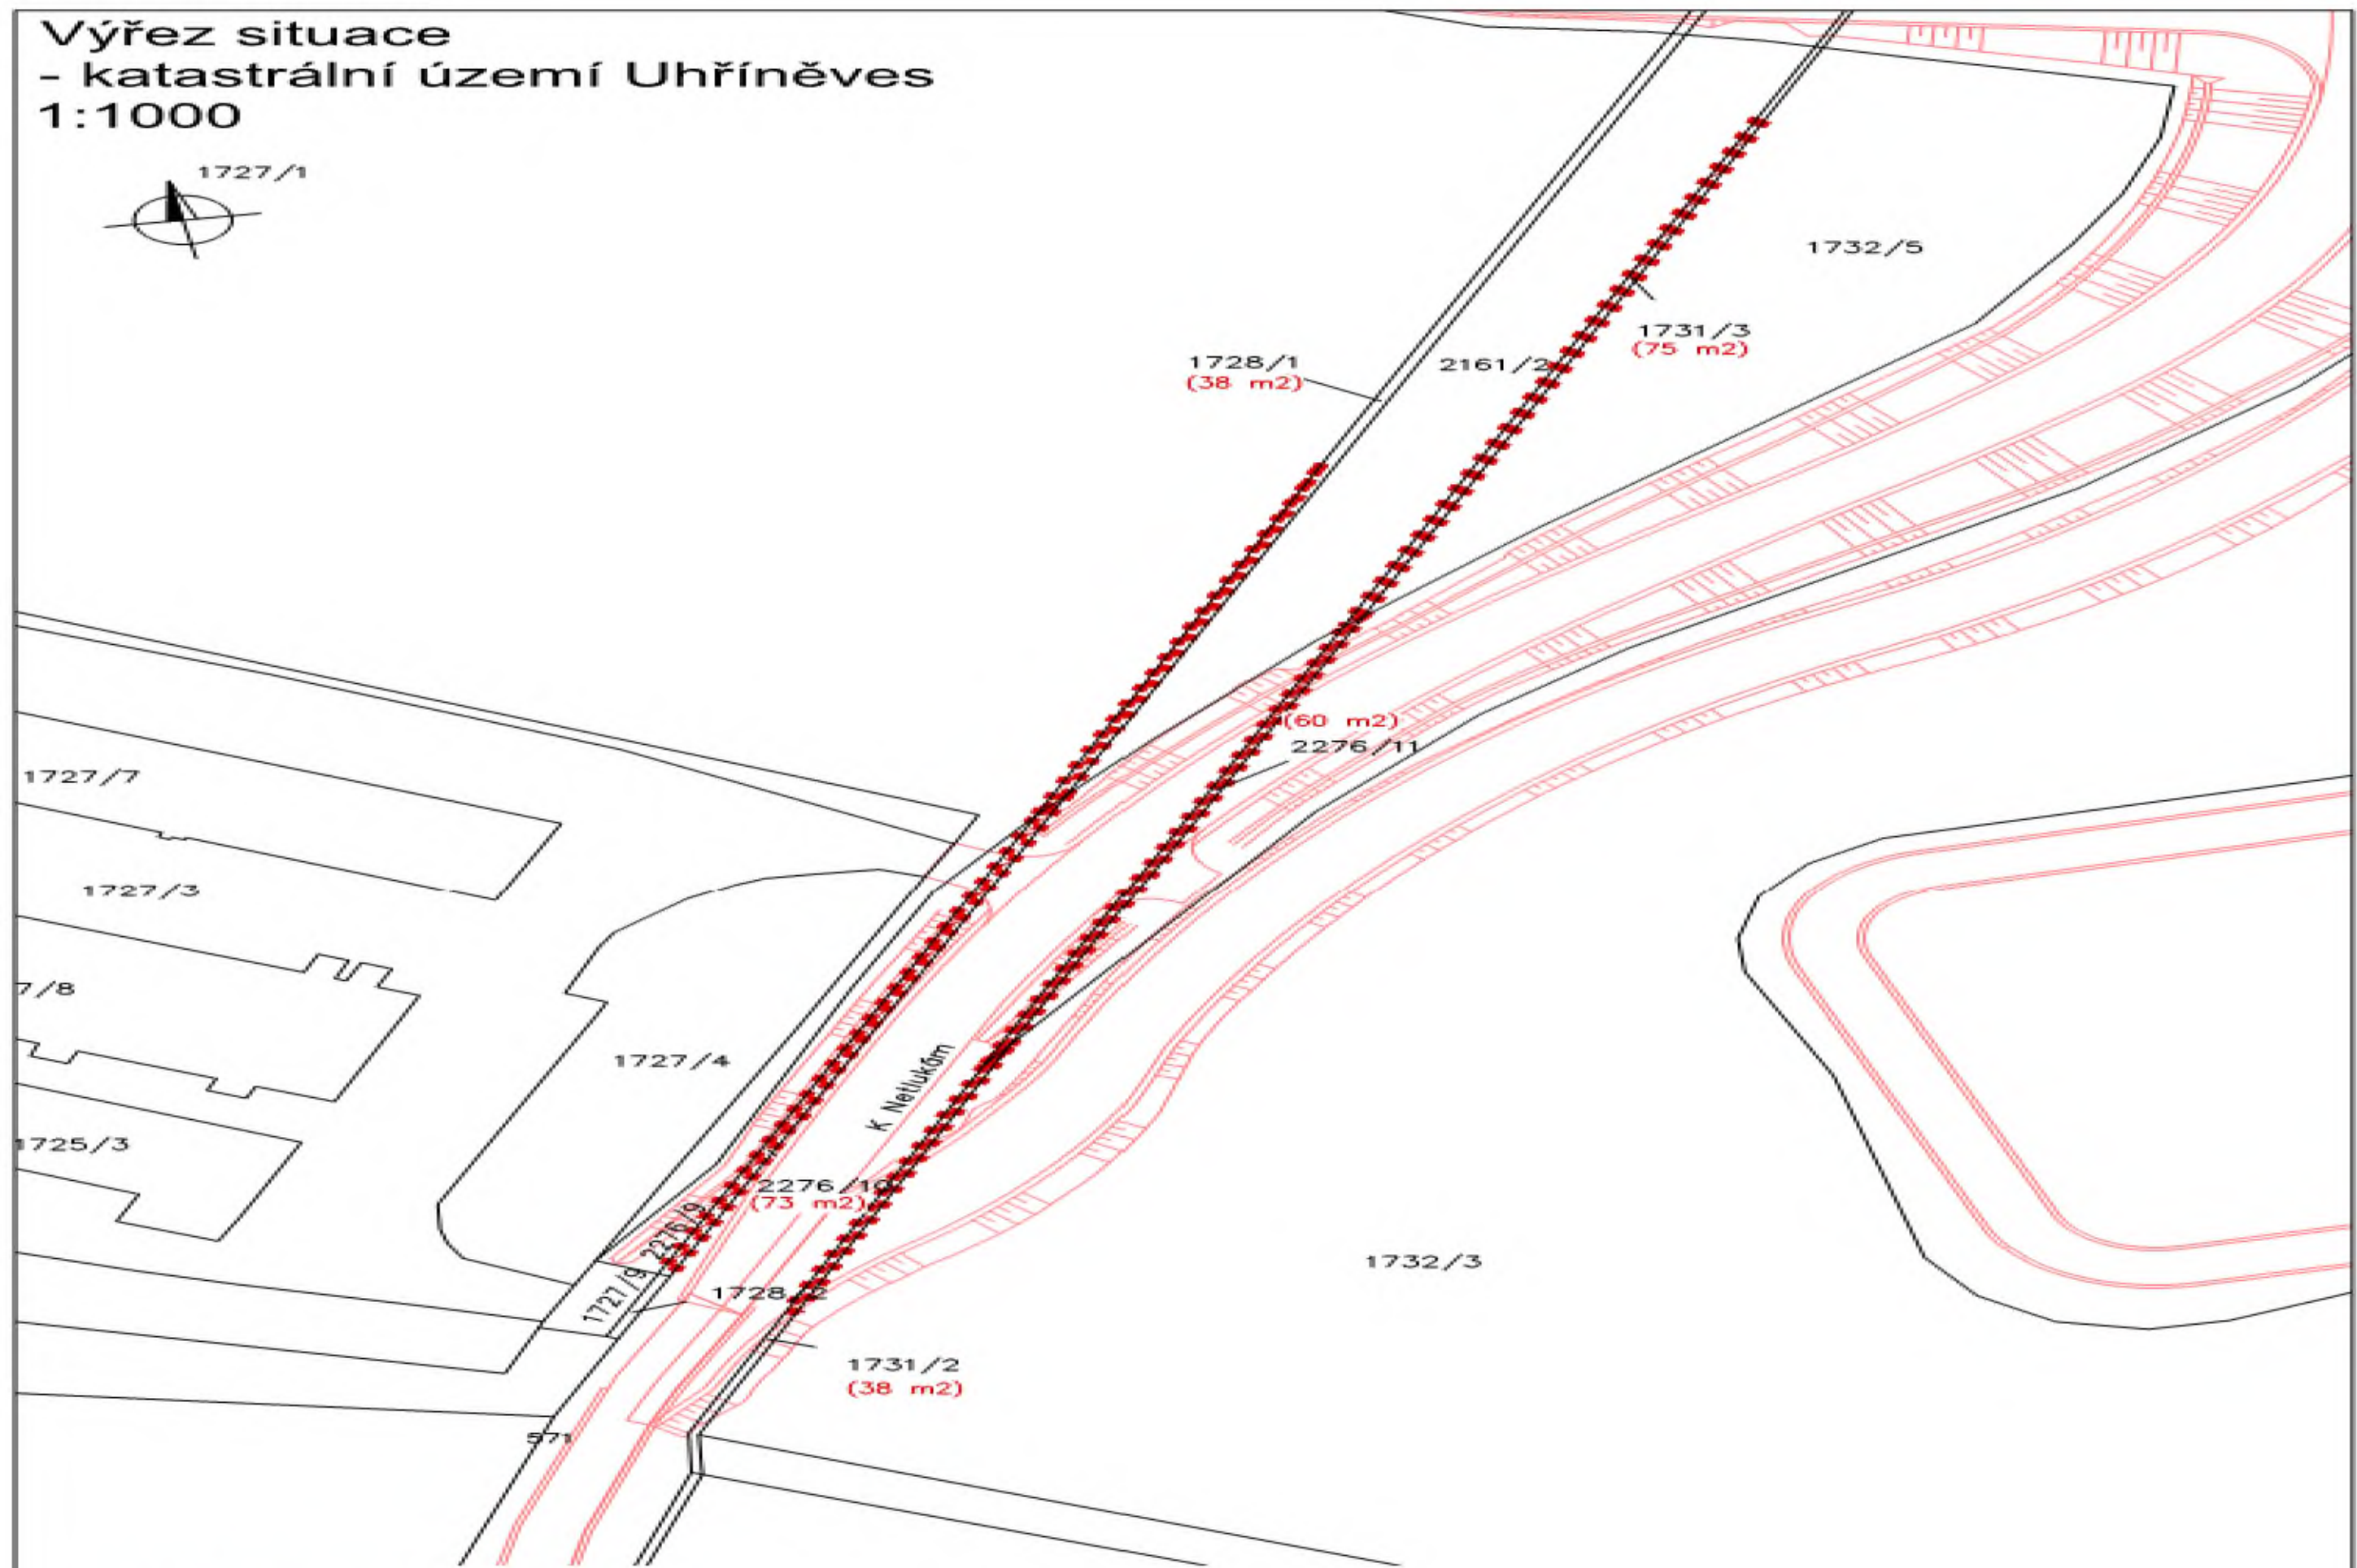 Výřez situace
- katastrální území Uhříněves
1:1000
1727/1
1732/5
1731/3
(75 m2)
1728/1
(38 m2)
2161/2
(60 m2)
2276/11
1727/7
1727/3
7/8
1727/4
K Netlukám
1725/3
2276/10
(73 m2)
2276/9
1732/3
1727/9
1728/2
1731/2
(38 m2)
571